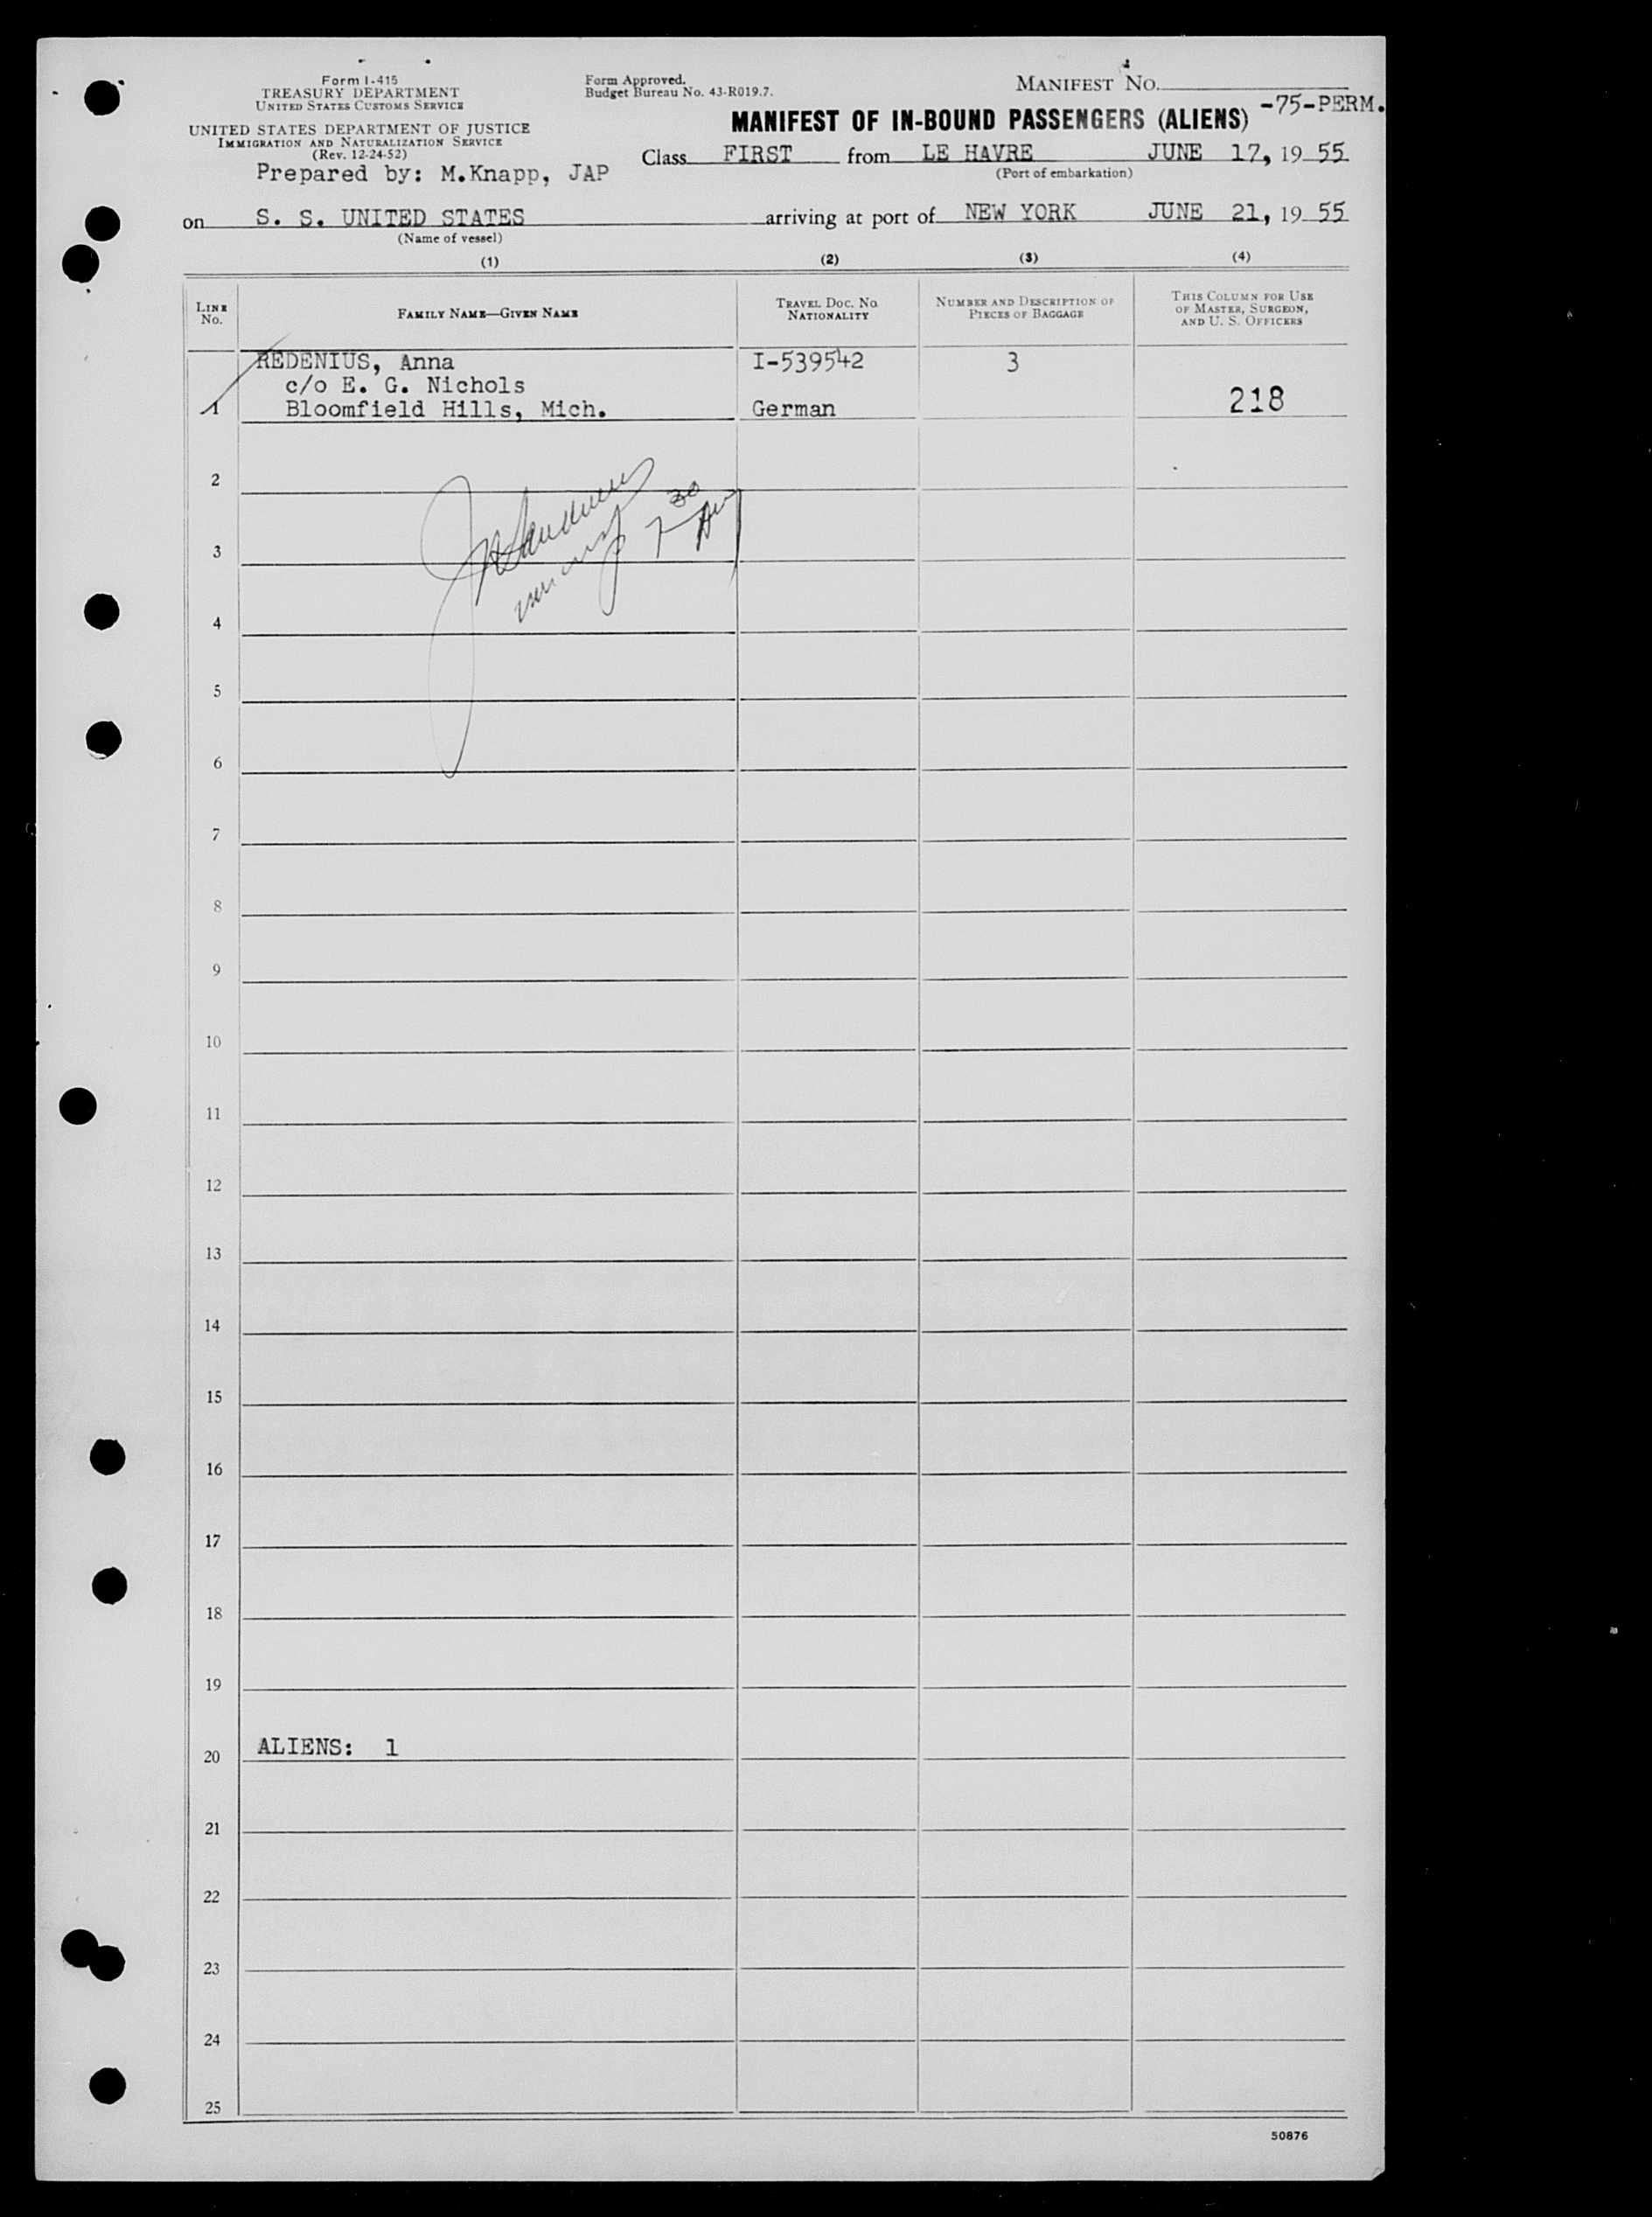 Form I-415
TREASURY DEPARTMENT
UNITED STATES CUSTOMS SERVICE
UNITED STATES DEPARTMENT OF JUSTICE
IMMIGRATION AND NATURALIZATION SERVICE
(Rev. 12-24-52)
Prepared by: M.Knapp, JAP
Form Approved.
Budget Bureau No. 43-R019.7.
MANIFEST NO.
-75-PERM.
MANIFEST OF IN-BOUND PASSENGERS (ALIENS)
Class FIRST from LE HAVRE JUNE 17, 19 55
(Port of embarkation)
on S. S. UNITED STATES arriving at port of NEW YORK JUNE 21, 19 55
(Name of vessel)
(1) (2) (3) (4)
LINE No. FAMILY NAME—GIVEN NAME TRAVEL DOC. NO. NATIONALITY NUMBER AND DESCRIPTION OF PIECES OF BAGGAGE THIS COLUMN FOR USE OF MASTER, SURGEON, AND U. S. OFFICERS
REDENIUS, Anna I-539542 3
c/o E. G. Nichols
1 Bloomfield Hills, Mich. German 218
2
30
3 7
4
5
6
7
8
9
10
11
12
13
14
15
16
17
18
19
20 ALIENS: 1
21
22
23
24
25
50876